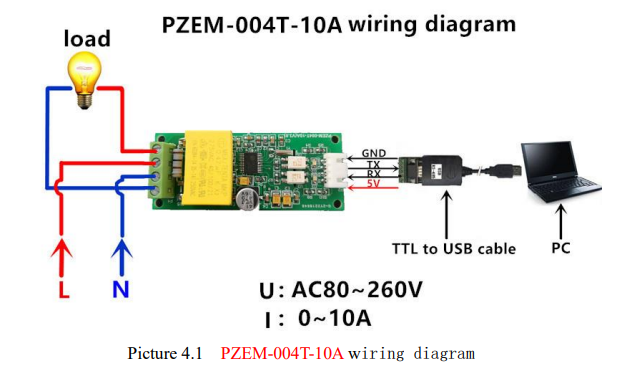 PZEM-004T-10A wiring diagram
load
GND
TX
RX
5V
TTL to USB cable
PC
L
N
U: AC80~260V
I: 0~10A
Picture 4.1 PZEM-004T-10A wiring diagram